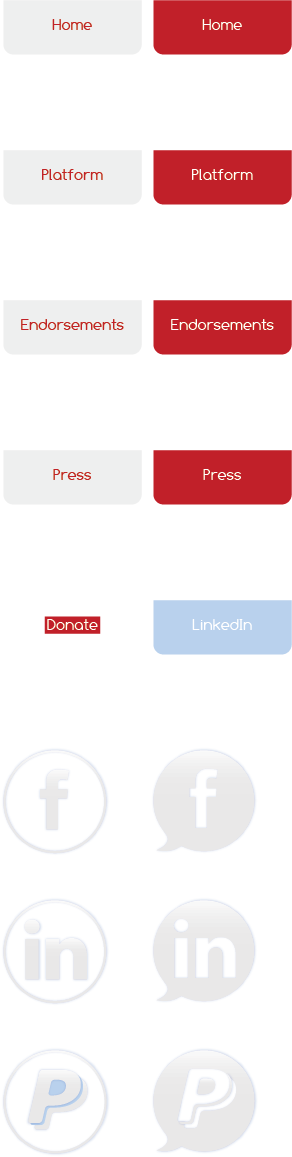 Home Home
Platform Platform
Endorsements Endorsements
Press Press
Donate LinkedIn
f f
in in
P P